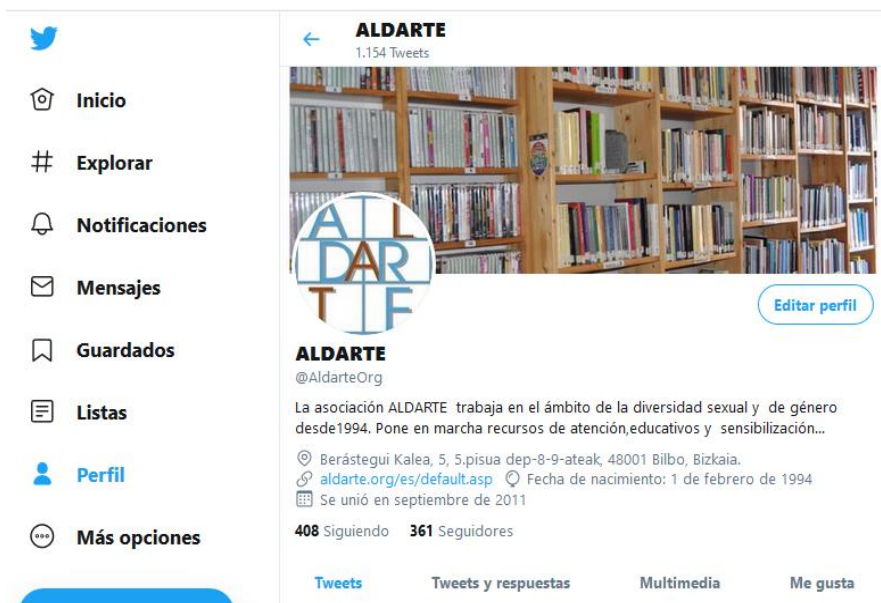 Inicio
Explorar
Notificaciones
Mensajes
Guardados
Listas
Perfil
Más opciones
ALDARTE
1.154 Tweets
A L
DAR
T E
Editar perfil
ALDARTE
@AldarteOrg
La asociación ALDARTE trabaja en el ámbito de la diversidad sexual y de género
desde1994. Pone en marcha recursos de atención,educativos y sensibilización...
Berástegui Kalea, 5, 5.pisua dep-8-9-ateak, 48001 Bilbo, Bizkaia.
aldarte.org/es/default.asp Fecha de nacimiento: 1 de febrero de 1994
Se unió en septiembre de 2011
408 Siguiendo 361 Seguidores
Tweets Tweets y respuestas Multimedia Me gusta